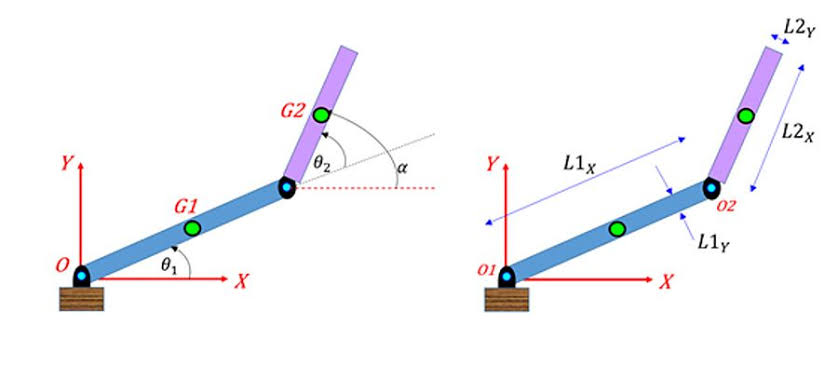 G2
Y
θ₂
α
G1
O
θ₁
X
L2Y
L2X
L1X
Y
O2
L1Y
O1
X